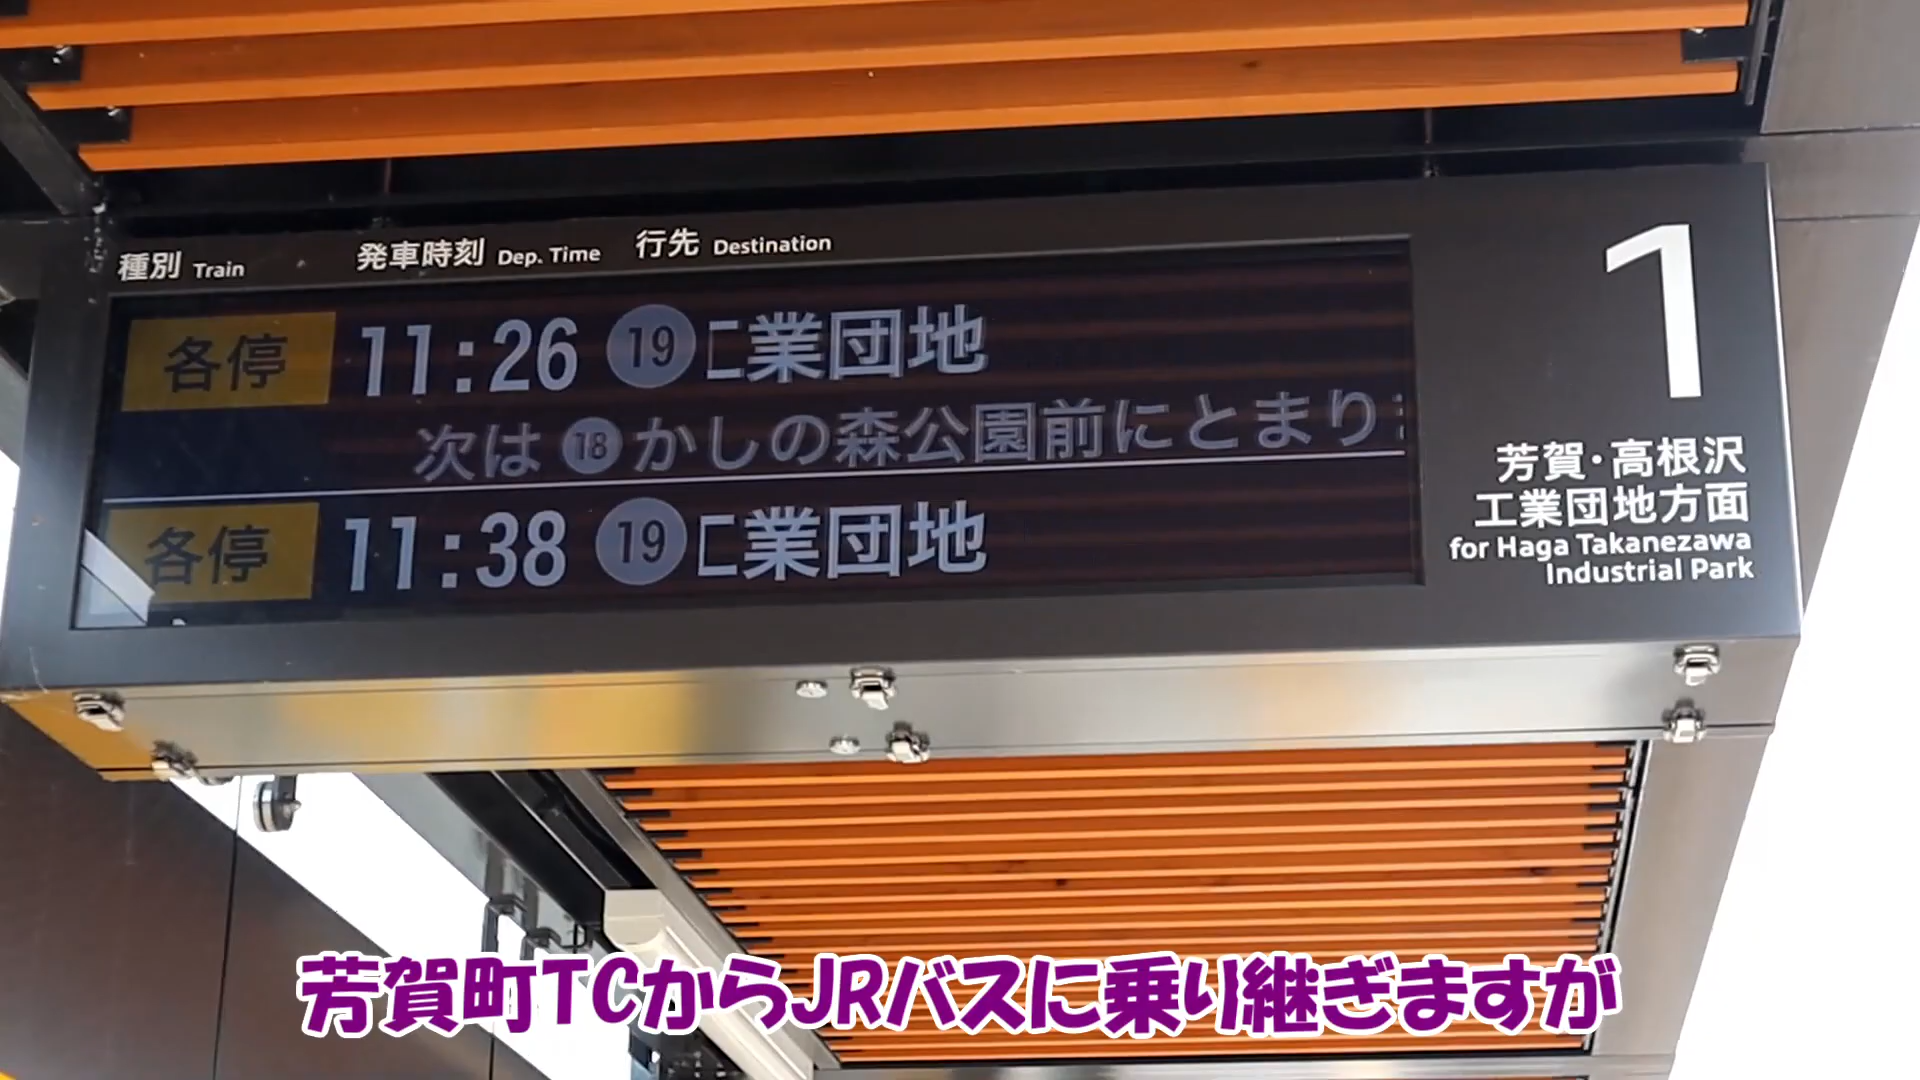 種別 Train 発車時刻 Dep. Time 行先 Destination
各停 11:26 19 工業団地
次は 18 かしの森公園前にとまり
各停 11:38 19 工業団地
1
芳賀・高根沢
工業団地方面
for Haga Takanezawa
Industrial Park
芳賀町TCからJRバスに乗り継ぎますが